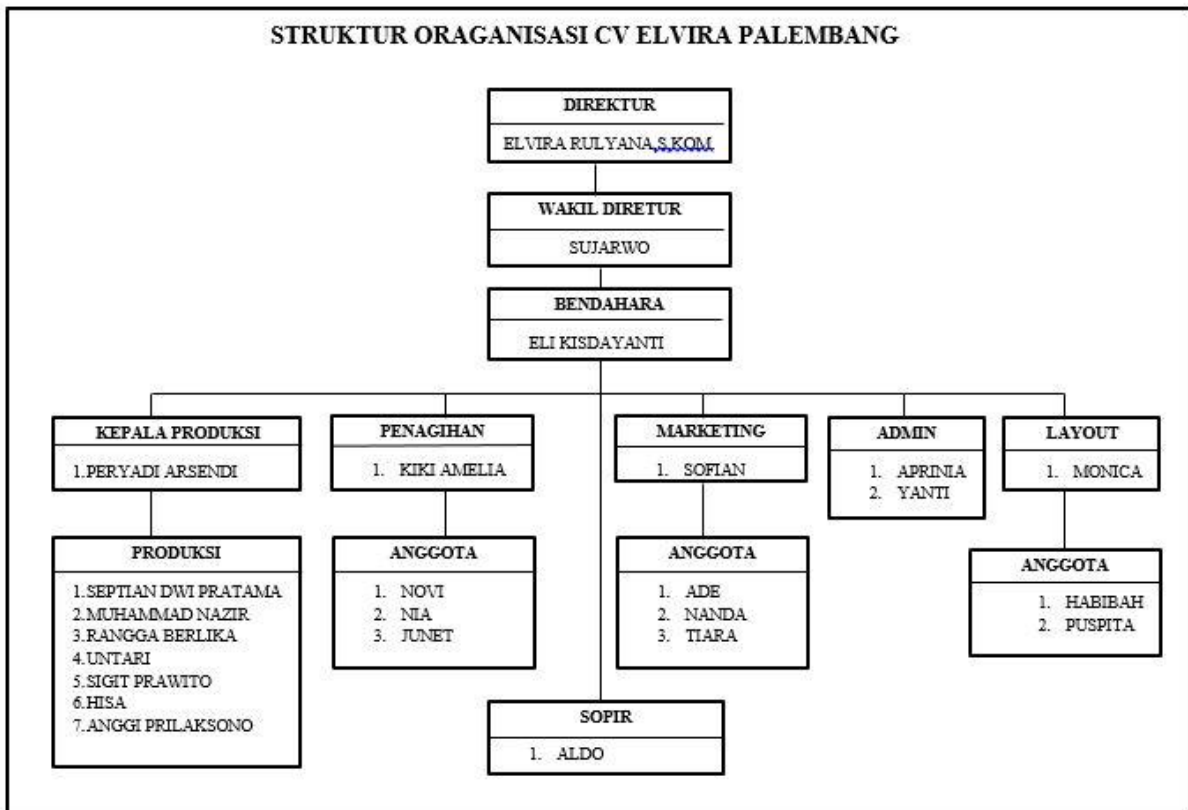 STRUKTUR ORAGANISASI CV ELVIRA PALEMBANG
DIREKTUR
ELVIRA RULYANA,S.KOM
WAKIL DIRETUR
SUJARWO
BENDAHARA
ELI KISDAYANTI
KEPALA PRODUKSI
1.PERYADI ARSENDI
PENAGIHAN
1. KIKI AMELIA
MARKETING
1. SOFIAN
ADMIN
1. APRINIA
2. YANTI
LAYOUT
1. MONICA
PRODUKSI
1.SEPTIAN DWI PRATAMA
2.MUHAMMAD NAZIR
3.RANGGA BERLIKA
4.UNTARI
5.SIGIT PRAWITO
6.HISA
7.ANGGI PRILAKSONO
ANGGOTA
1. NOVI
2. NIA
3. JUNET
ANGGOTA
1. ADE
2. NANDA
3. TIARA
ANGGOTA
1. HABIBAH
2. PUSPITA
SOPIR
1. ALDO